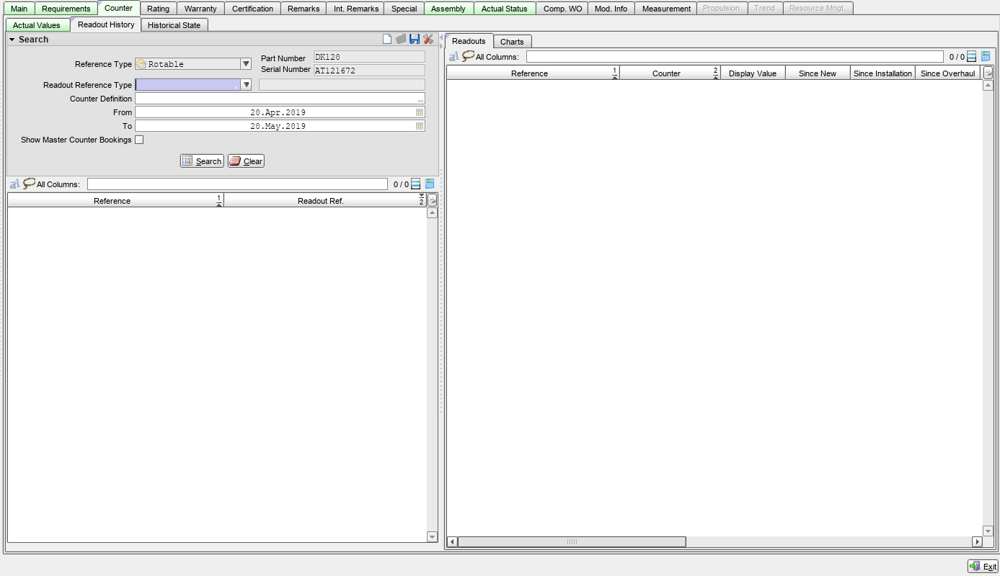 Main Requirements Counter Rating Warranty Certification Remarks Int. Remarks Special Assembly Actual Status Comp. WO Mod. Info Measurement Propulsion Trend Resource Mngt.
Actual Values Readout History Historical State
Search
Reference Type Rotable
Part Number DK120
Serial Number AT121672
Readout Reference Type
Counter Definition
From 20.Apr.2019
To 20.May.2019
Show Master Counter Bookings
Search Clear
All Columns: 0 / 0
Reference 1 Readout Ref. 2
Readouts Charts
All Columns: 0 / 0
Reference 1 Counter 2 Display Value Since New Since Installation Since Overhaul
Exit